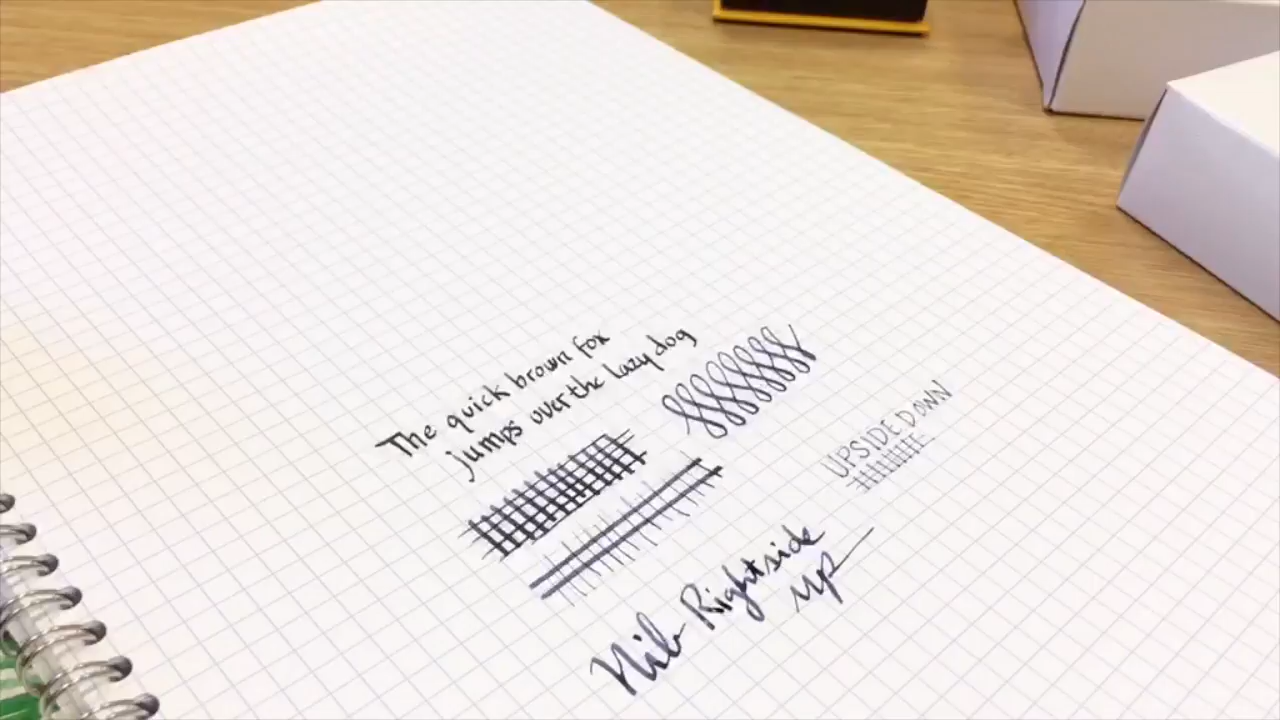 The quick brown fox
jumps over the lazy dog
UPSIDE DOWN
Nib Rightside
up